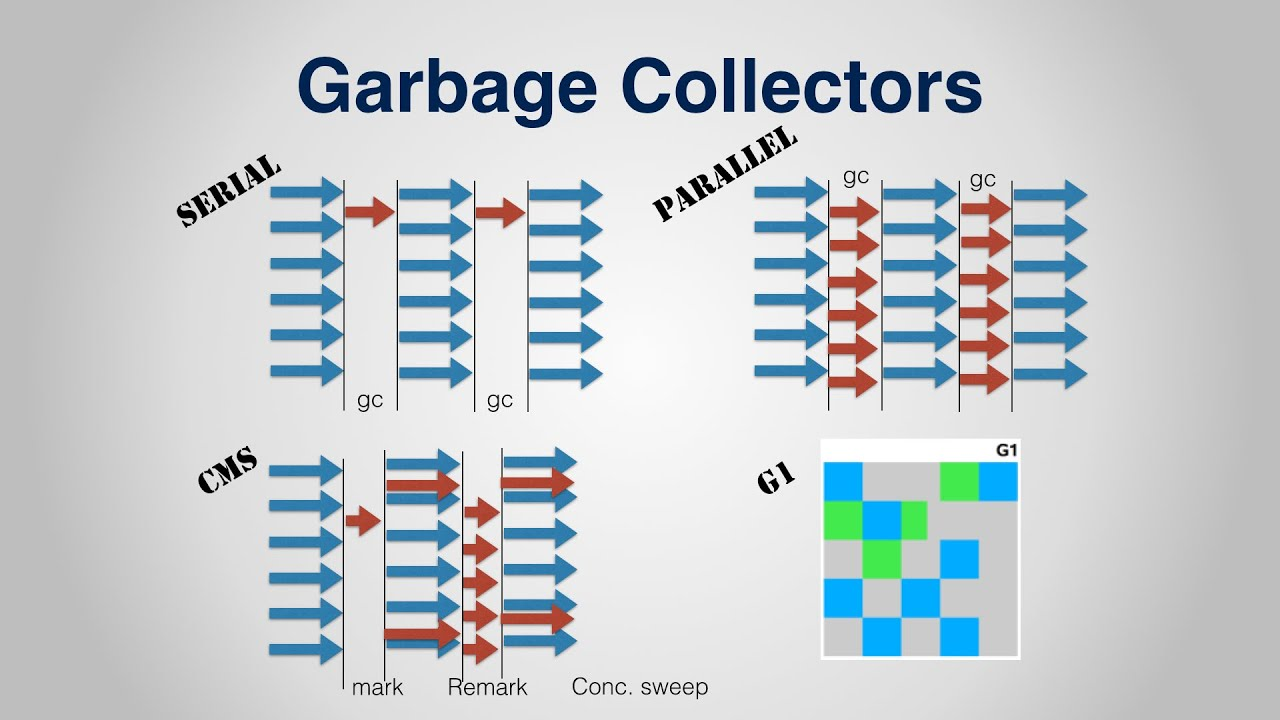 Garbage Collectors
SERIAL
gc
gc
PARALLEL
gc
gc
CMS
mark
Remark
Conc. sweep
G1
G1